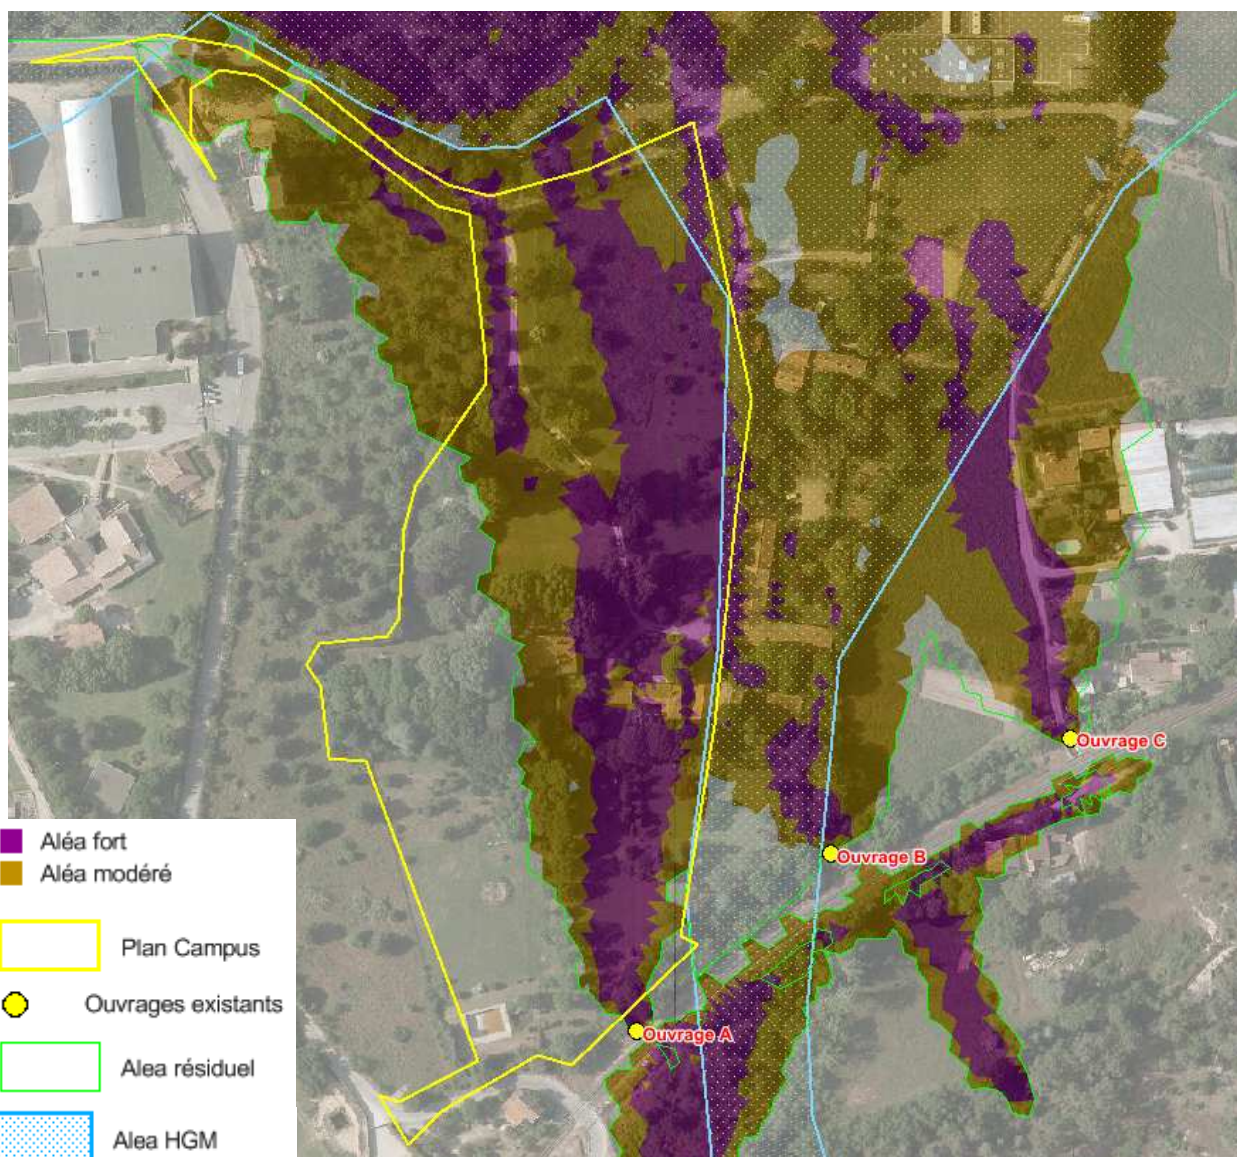 Ouvrage C
Ouvrage B
Ouvrage A
Aléa fort
Aléa modéré
Plan Campus
Ouvrages existants
Alea résiduel
Alea HGM